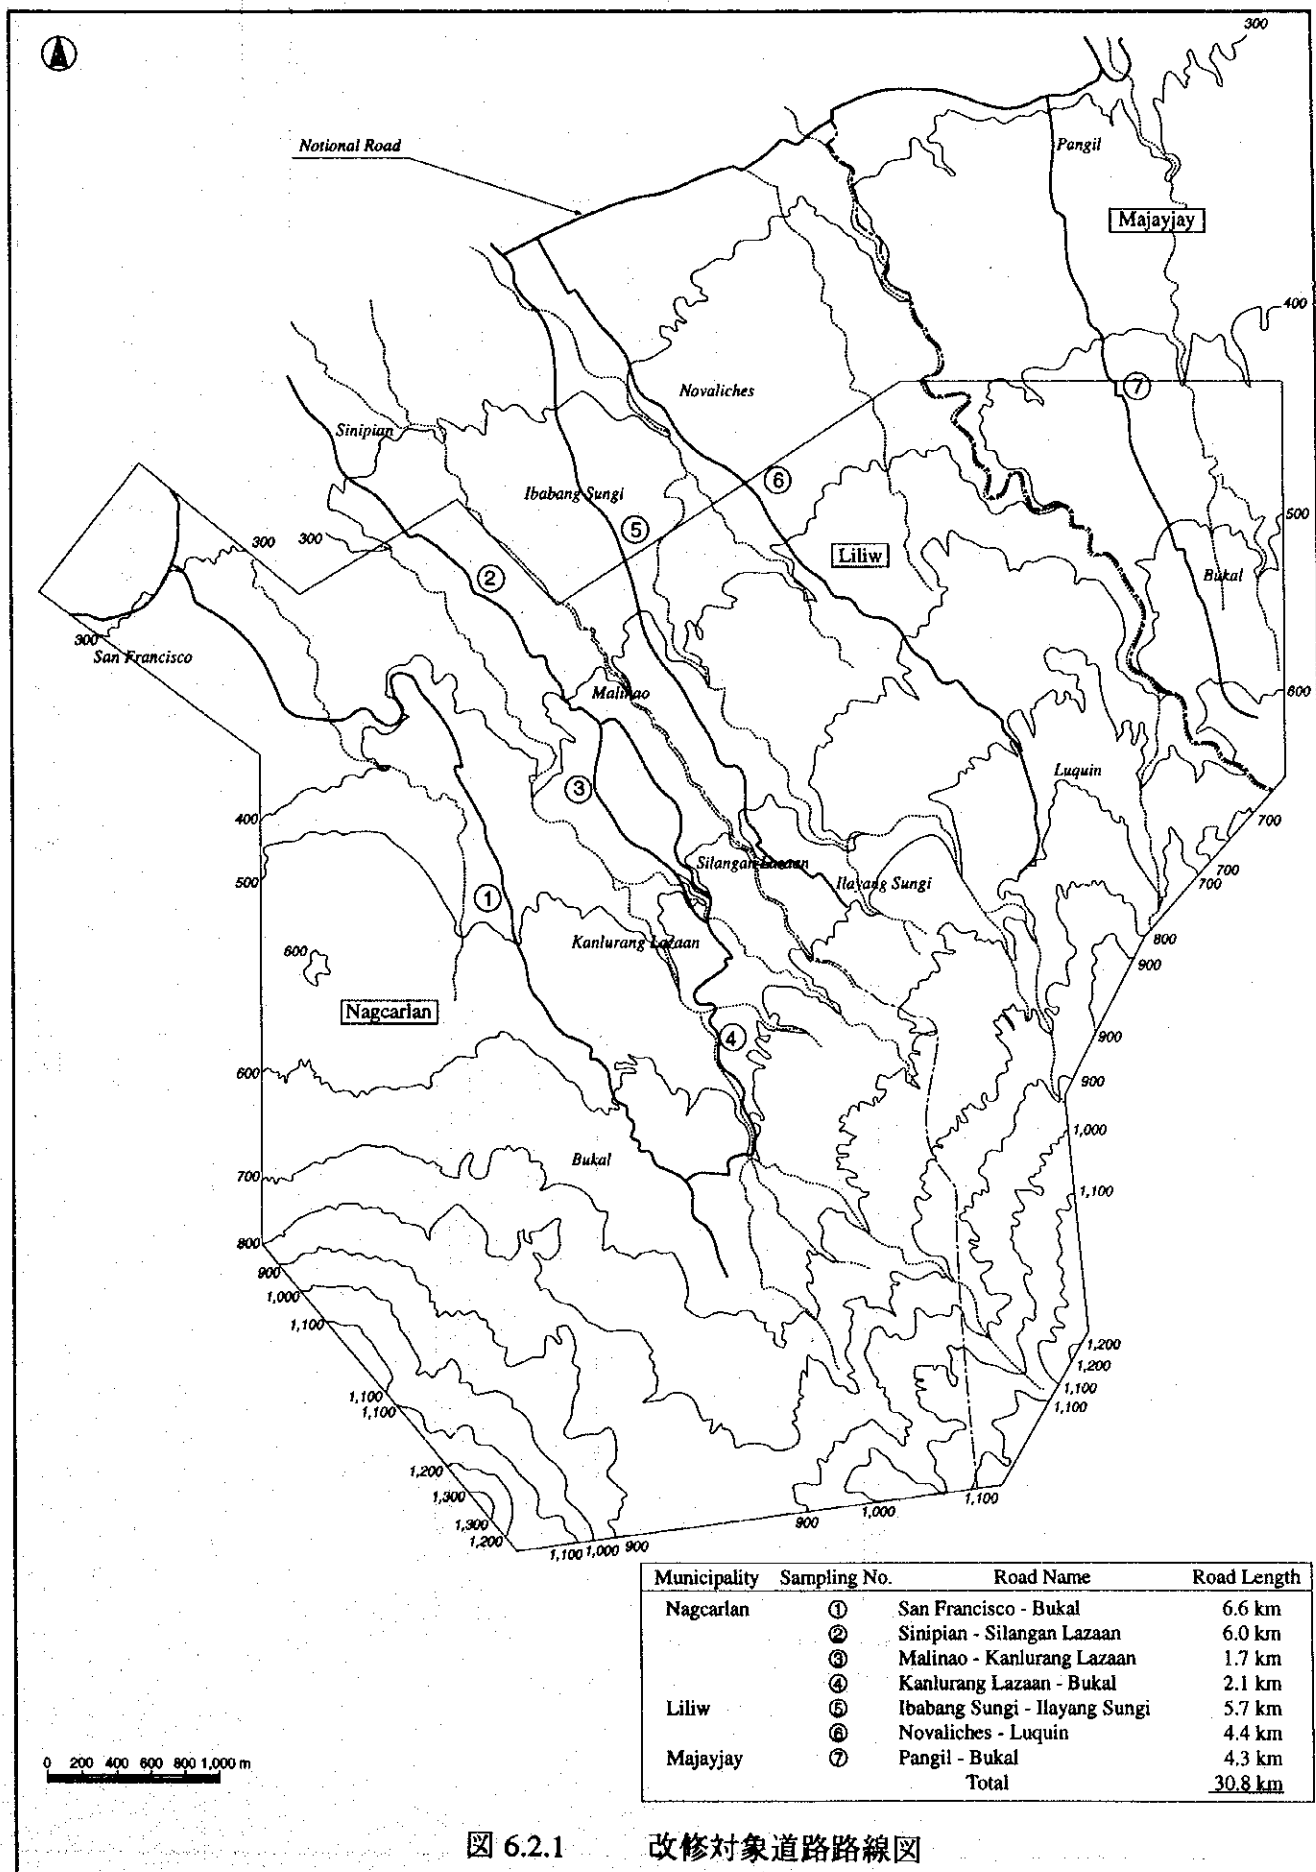 300
Notional Road
Pangil
Majayjay
400
Novaliches
⑦
Sinipian
⑥
Ibabang Sungi
500
⑤
300
300
Liliw
②
Bukal
300
San Francisco
600
Malinao
Luquin
③
400
700
Silangan Lazaan
700
500
Ilayang Sungi
700
①
Kanlurang Lazaan
800
600
900
Nagcarlan
④
900
600
900
1,000
Bukal
700
1,100
800
900
1,000
1,100
1,200
1,200
1,100
1,100
1,100
1,100
1,200
1,300
1,300
1,200
1,100 1,000 900
900
1,000
1,100
Municipality Sampling No. Road Name Road Length
Nagcarlan ① San Francisco - Bukal 6.6 km
② Sinipian - Silangan Lazaan 6.0 km
③ Malinao - Kanlurang Lazaan 1.7 km
④ Kanlurang Lazaan - Bukal 2.1 km
Liliw ⑤ Ibabang Sungi - Ilayang Sungi 5.7 km
⑥ Novaliches - Luquin 4.4 km
Majayjay ⑦ Pangil - Bukal 4.3 km
Total 30.8 km
0 200 400 600 800 1,000 m
図 6.2.1 改修対象道路路線図